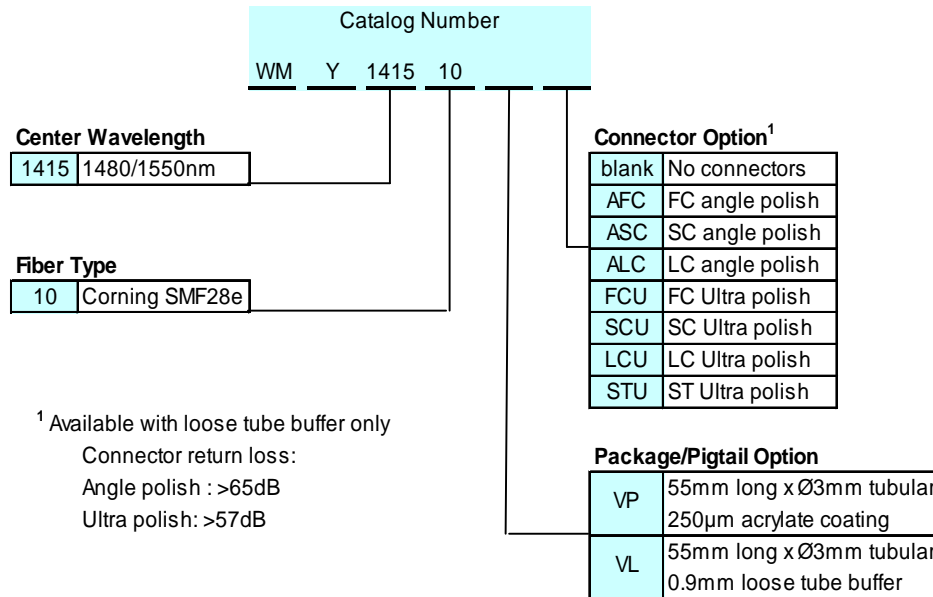 Catalog Number
WM Y 1415 10
Center Wavelength
1415 1480/1550nm
Fiber Type
10 Corning SMF28e
Connector Option1
blank No connectors
AFC FC angle polish
ASC SC angle polish
ALC LC angle polish
FCU FC Ultra polish
SCU SC Ultra polish
LCU LC Ultra polish
STU ST Ultra polish
1 Available with loose tube buffer only
Connector return loss:
Angle polish : >65dB
Ultra polish: >57dB
Package/Pigtail Option
VP 55mm long x Ø3mm tubular
250µm acrylate coating
VL 55mm long x Ø3mm tubular
0.9mm loose tube buffer